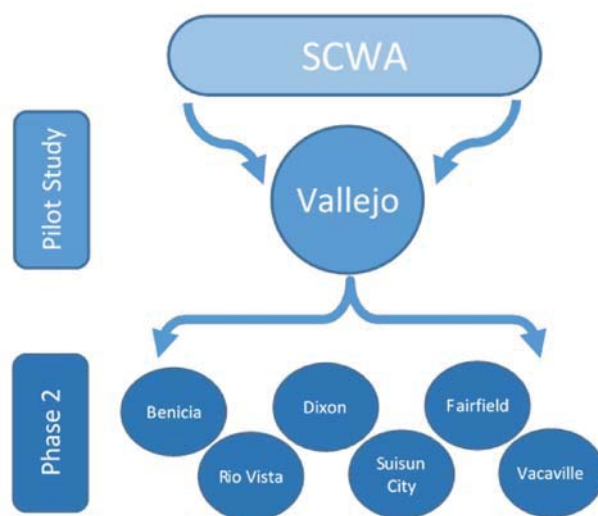 SCWA
Pilot Study
Vallejo
Phase 2
Benicia
Dixon
Fairfield
Rio Vista
Suisun
City
Vacaville